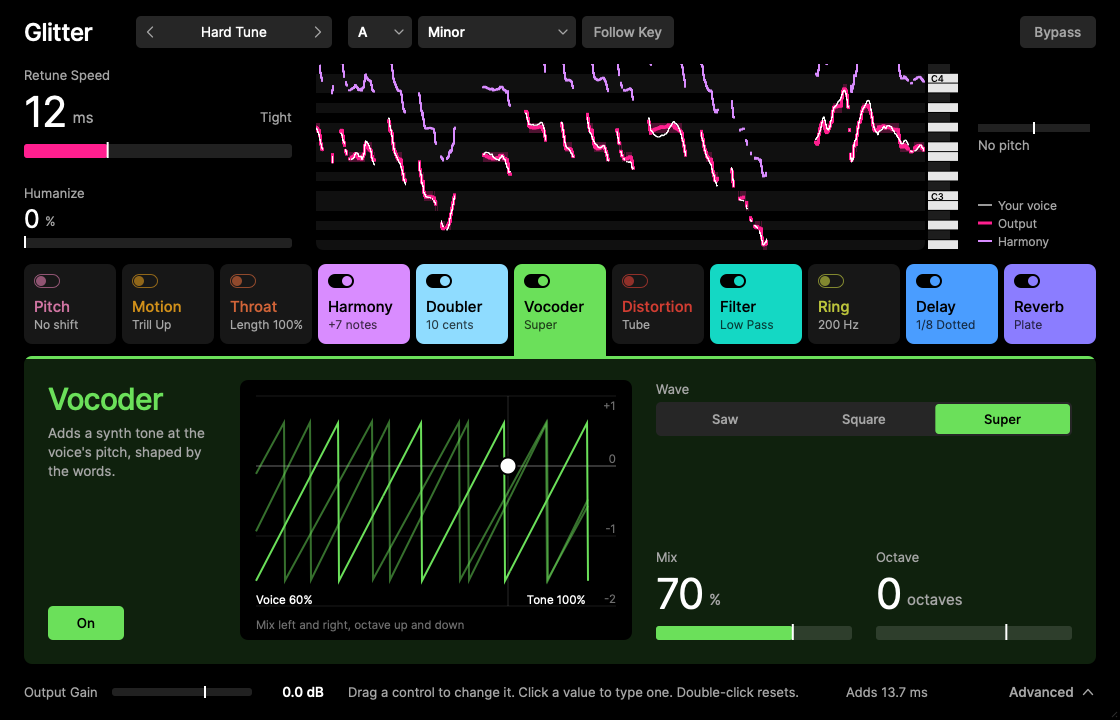 Glitter
Hard Tune
A
Minor
Follow Key
Bypass
Retune Speed
12 ms
Tight
Humanize
0 %
C4
C3
No pitch
Your voice
Output
Harmony
Pitch
No shift
Motion
Trill Up
Throat
Length 100%
Harmony
+7 notes
Doubler
10 cents
Vocoder
Super
Distortion
Tube
Filter
Low Pass
Ring
200 Hz
Delay
1/8 Dotted
Reverb
Plate
Vocoder
Adds a synth tone at the
voice's pitch, shaped by
the words.
On
+1
0
-1
-2
Voice 60%
Tone 100%
Mix left and right, octave up and down
Wave
Saw
Square
Super
Mix
70 %
Octave
0 octaves
Output Gain
0.0 dB
Drag a control to change it. Click a value to type one. Double-click resets.
Adds 13.7 ms
Advanced